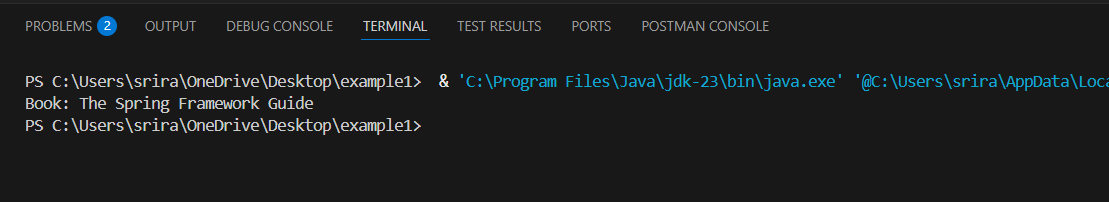 PROBLEMS 2 OUTPUT DEBUG CONSOLE TERMINAL TEST RESULTS PORTS POSTMAN CONSOLE
PS C:\Users\srira\OneDrive\Desktop\example1> & 'C:\Program Files\Java\jdk-23\bin\java.exe' '@C:\Users\srira\AppData\Loca
Book: The Spring Framework Guide
PS C:\Users\srira\OneDrive\Desktop\example1>